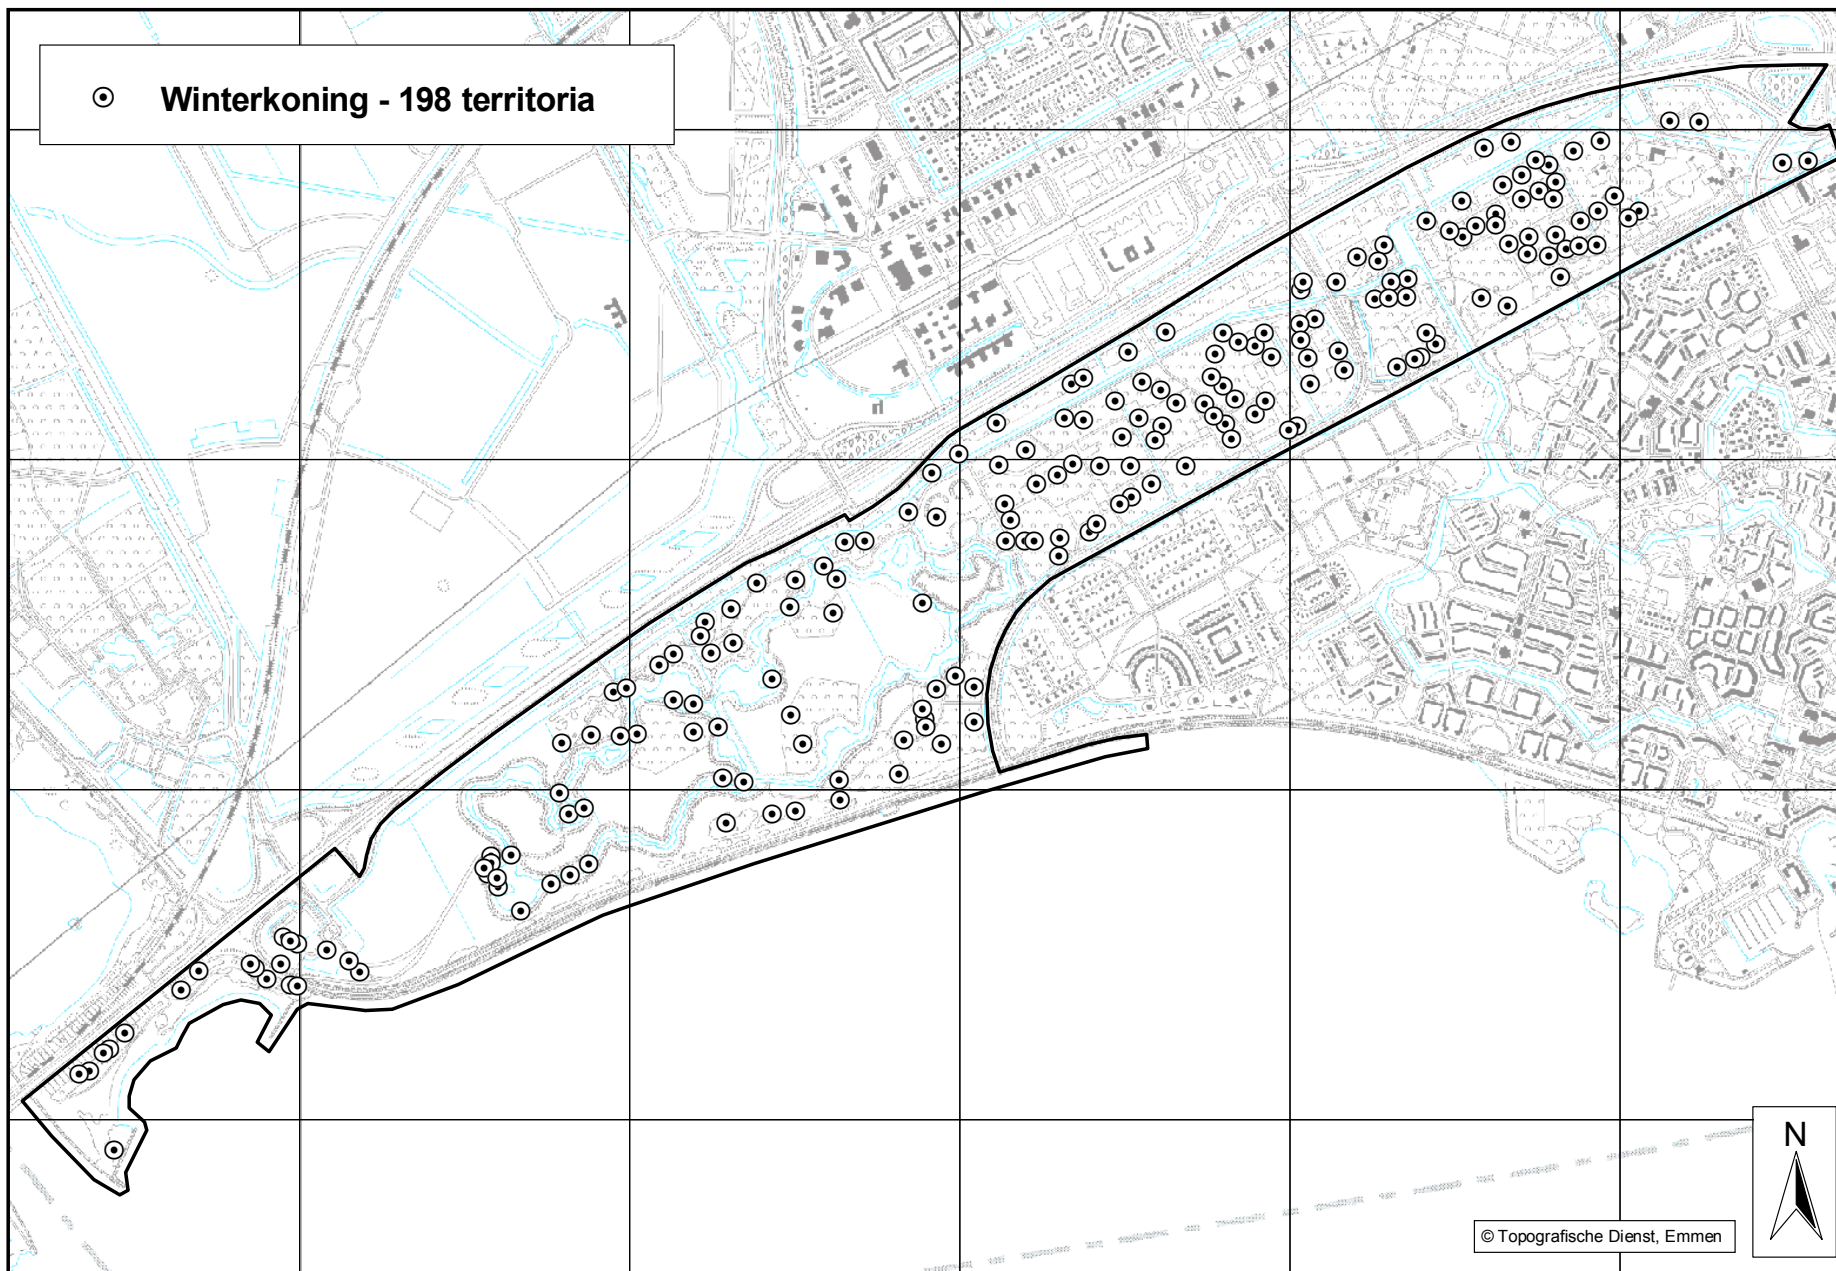 Winterkoning - 198 territoria
N
© Topografische Dienst, Emmen